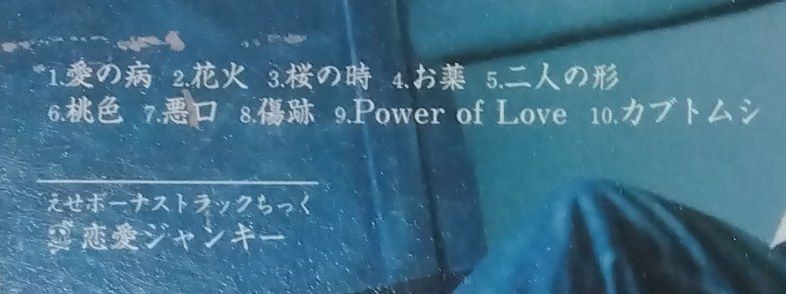 1.愛の病 2.花火 3.桜の時 4.お薬 5.二人の形
6.桃色 7.悪口 8.傷跡 9.Power of Love 10.カブトムシ
えせボーナストラックちっく
恋愛ジャンキー